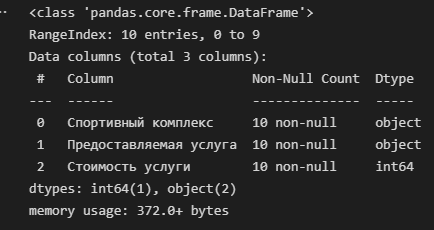 <class 'pandas.core.frame.DataFrame'>
RangeIndex: 10 entries, 0 to 9
Data columns (total 3 columns):
 #   Column                Non-Null Count  Dtype
---  ------                --------------  -----
 0   Спортивный комплекс   10 non-null     object
 1   Предоставляемая услуга  10 non-null     object
 2   Стоимость услуги      10 non-null     int64
dtypes: int64(1), object(2)
memory usage: 372.0+ bytes